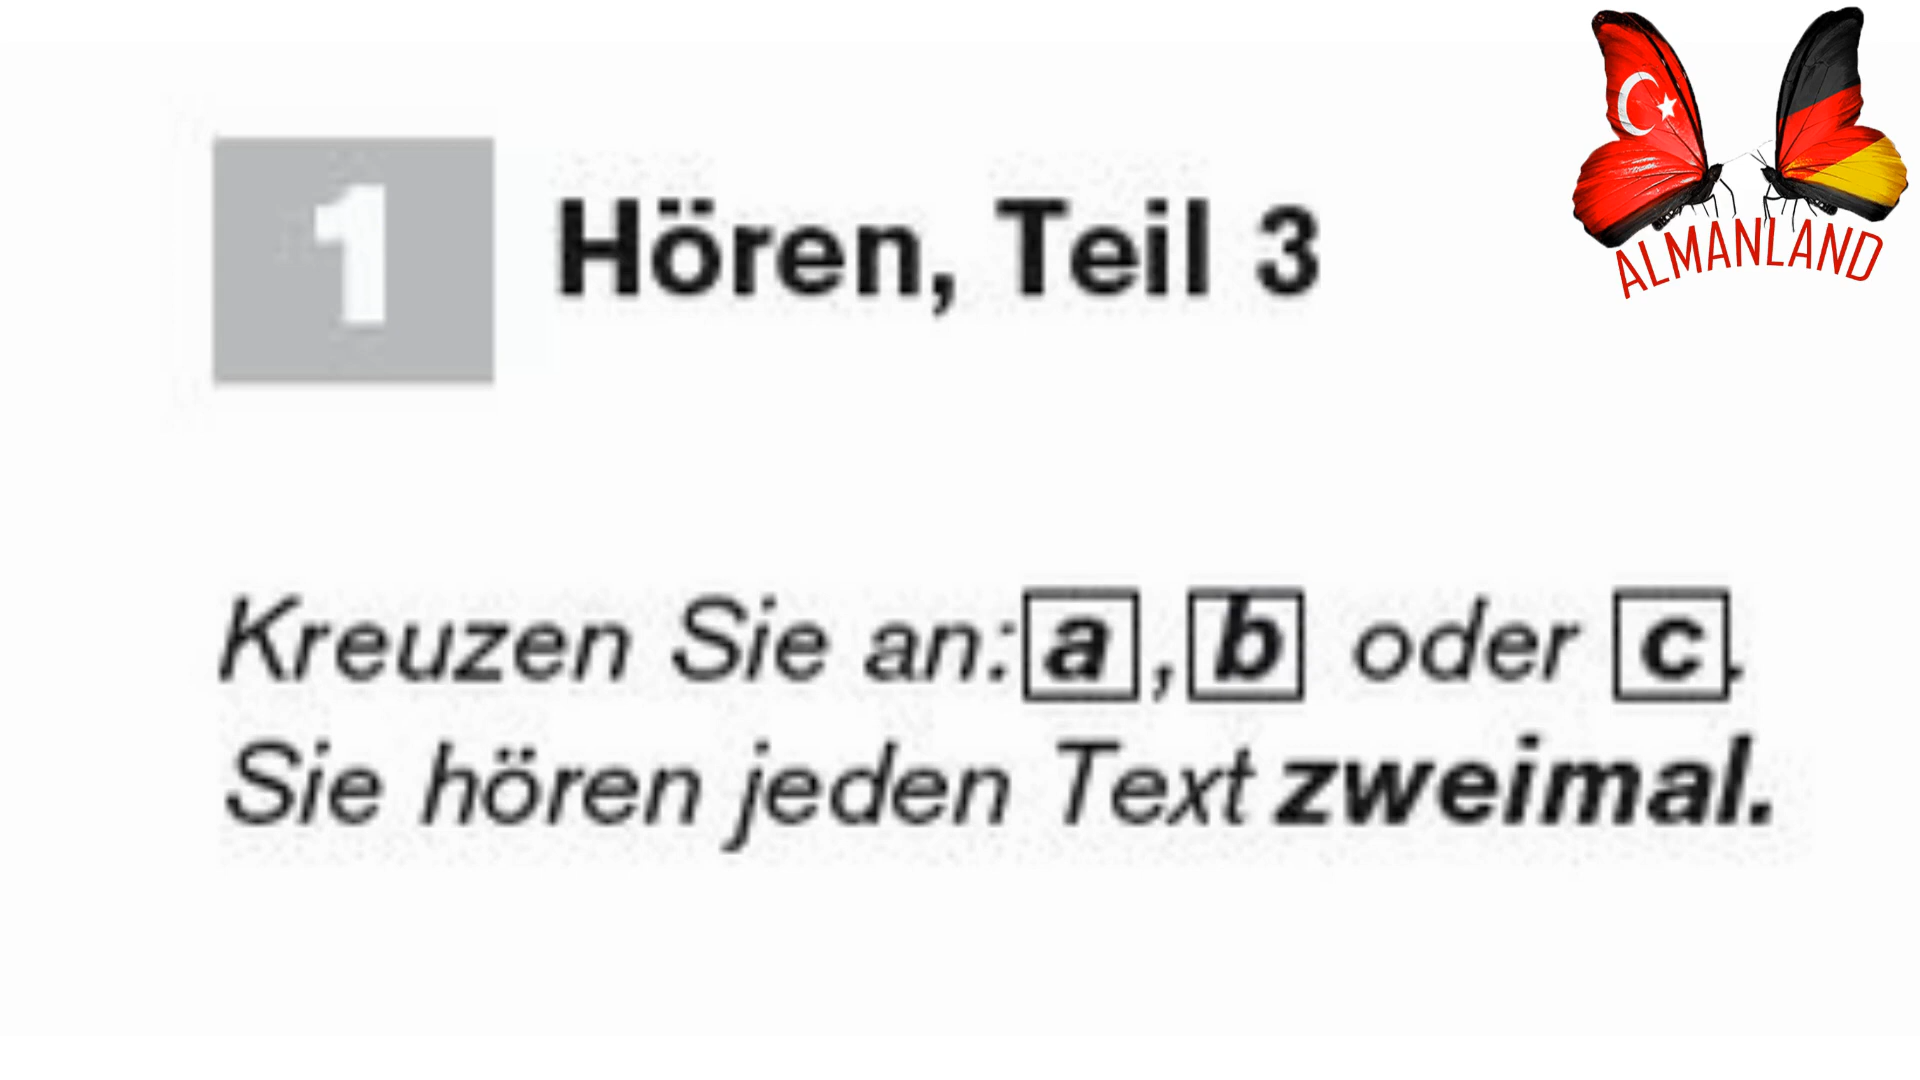 ALMANLAND
1 Hören, Teil 3
Kreuzen Sie an: a, b oder c.
Sie hören jeden Text zweimal.